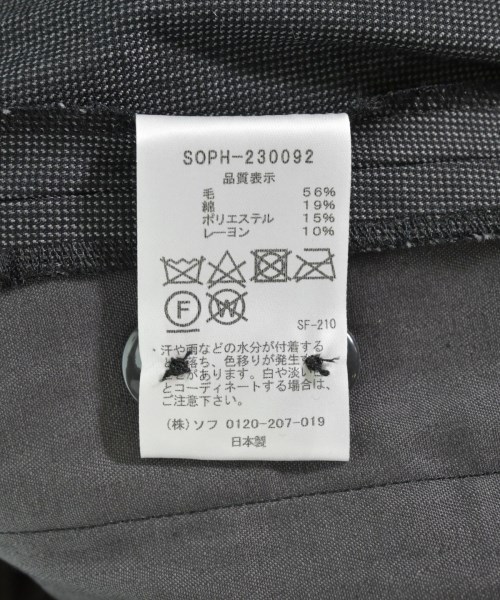 SOPH-230092
品質表示
毛 56%
綿 19%
ポリエステル 15%
レーヨン 10%
F W
SF-210
・汗や雨などの水分が付着する
落ち、色移りが発生す
があります。白や淡い
とコーディネートする場合は、
ご注意下さい。
(株)ソフ 0120-207-019
日本製